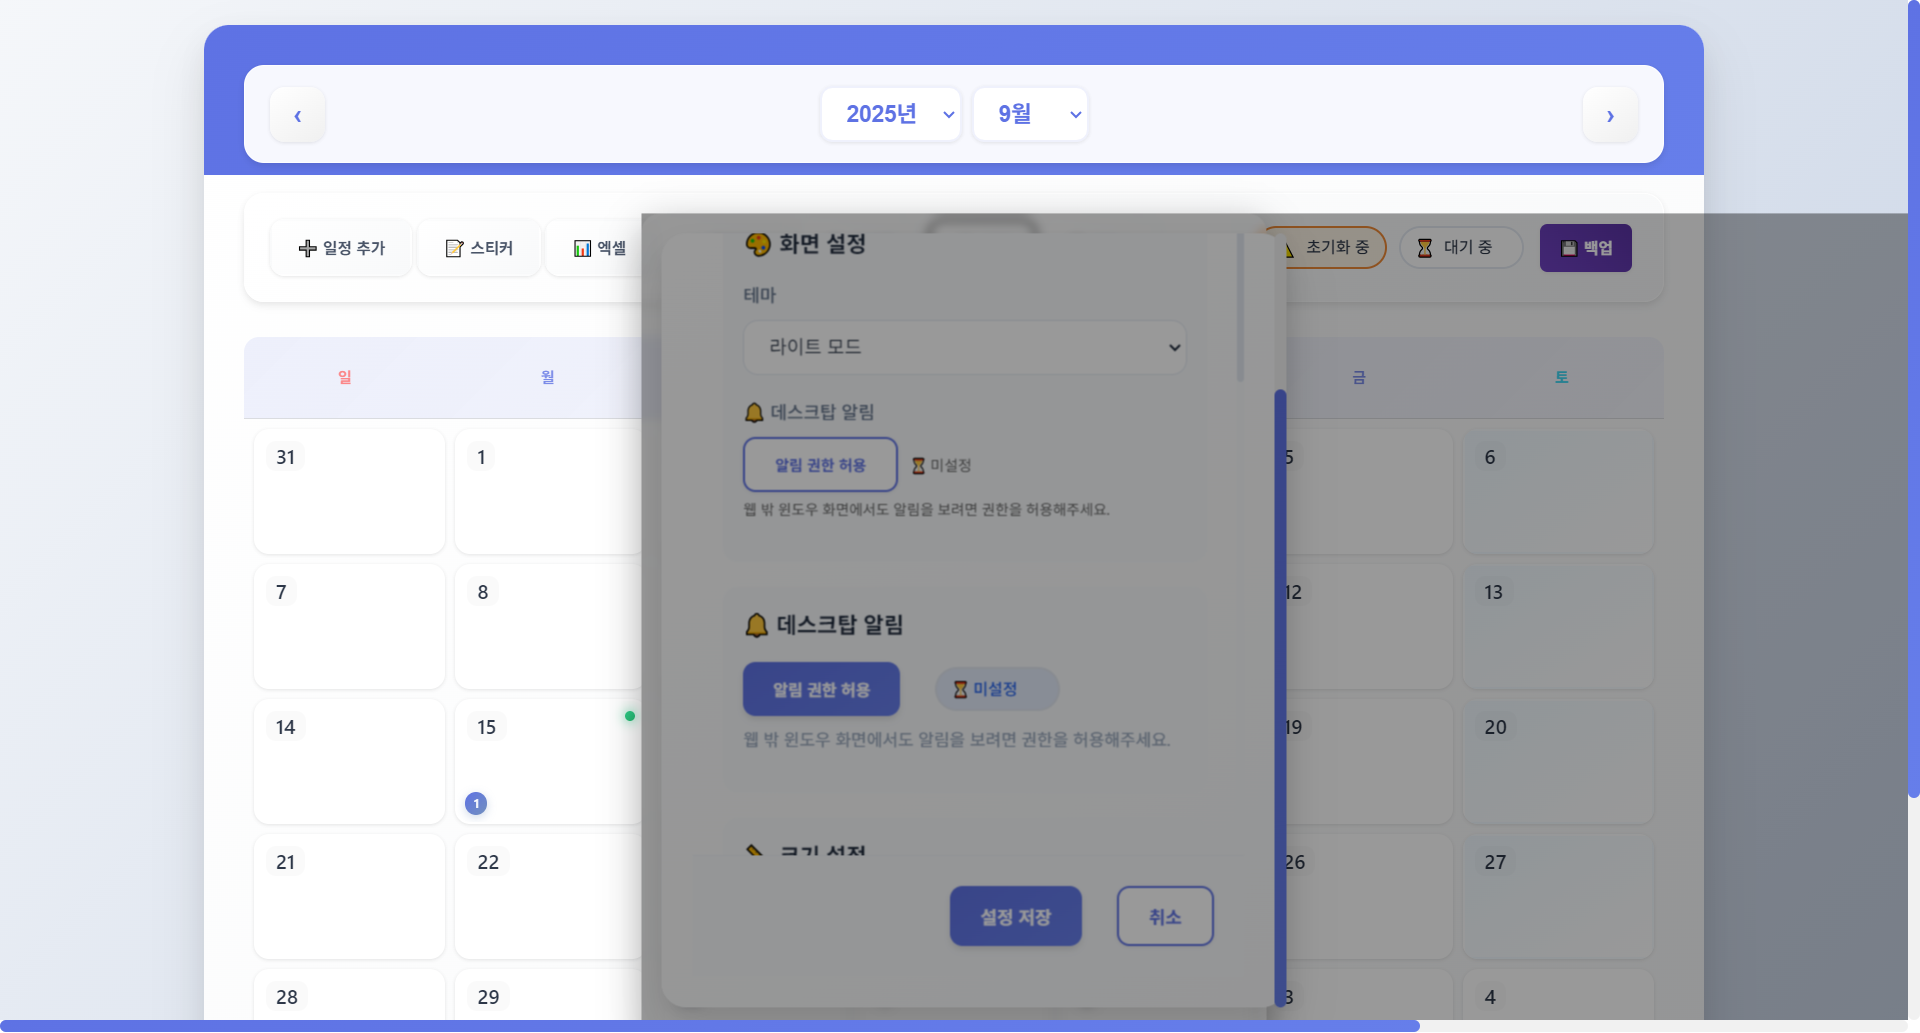 ‹
2025년
9월
›
일정 추가
스티커
엑셀
초기화 중
대기 중
백업
일
월
금
토
화면 설정
테마
라이트 모드
데스크탑 알림
알림 권한 허용
미설정
웹 밖 윈도우 화면에서도 알림을 보려면 권한을 허용해주세요.
데스크탑 알림
알림 권한 허용
미설정
웹 밖 윈도우 화면에서도 알림을 보려면 권한을 허용해주세요.
크기 설정
설정 저장
취소
31
1
5
6
7
8
12
13
14
15
19
20
1
21
22
26
27
28
29
3
4